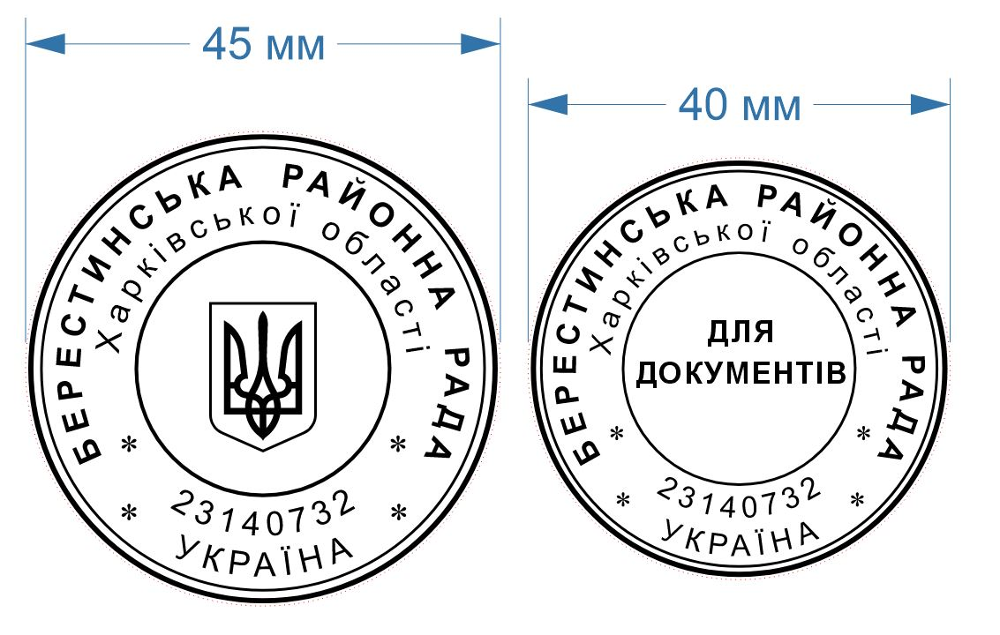 45 мм
БЕРЕСТИНСЬКА РАЙОННА РАДА
Харківської області
* *
* *
23140732
УКРАЇНА
40 мм
БЕРЕСТИНСЬКА РАЙОННА РАДА
Харківської області
ДЛЯ
ДОКУМЕНТІВ
* *
* *
23140732
УКРАЇНА